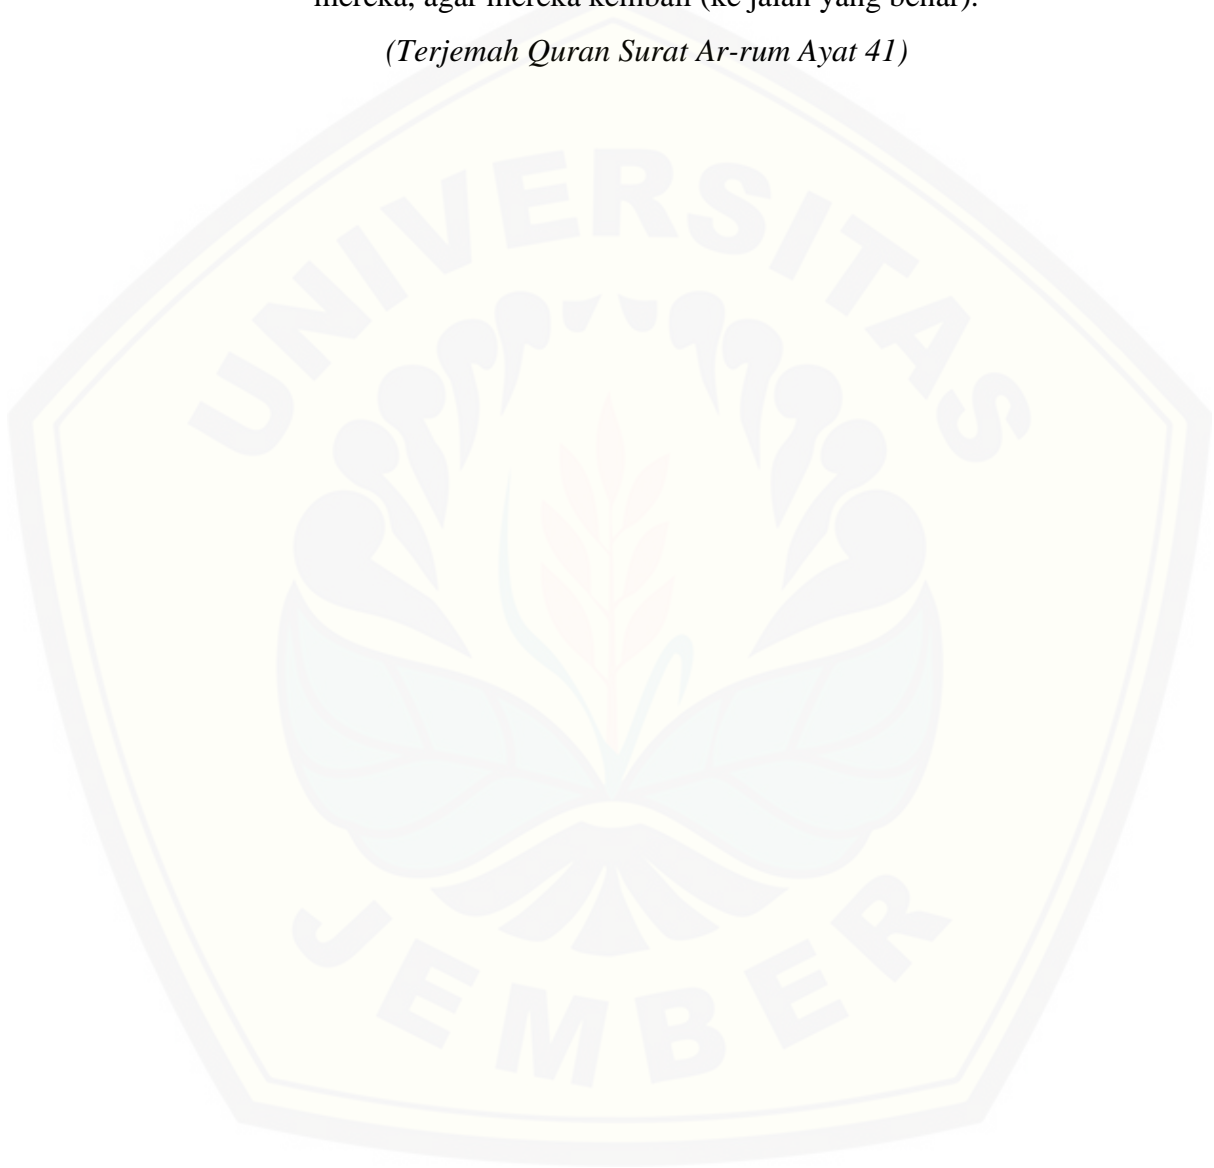 mereka, agar mereka kembali (ke jalan yang benar).
(Terjemah Quran Surat Ar-rum Ayat 41)
UNIVERSITAS
JEMBER